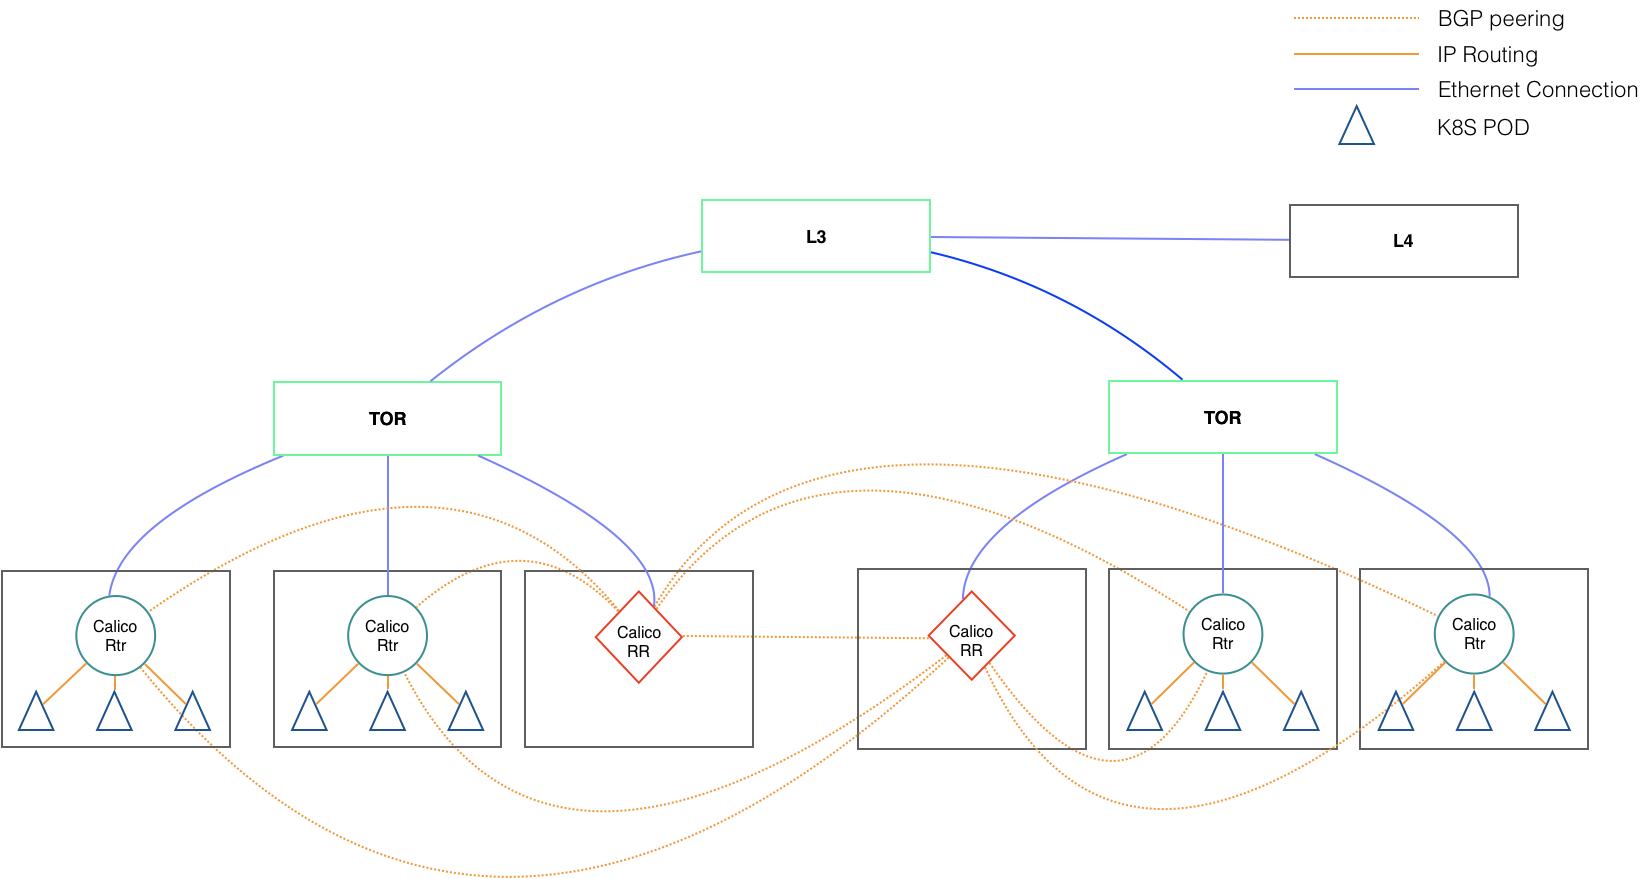 BGP peering
IP Routing
Ethernet Connection
K8S POD
L3
L4
TOR
TOR
Calico
Rtr
Calico
Rtr
Calico
RR
Calico
RR
Calico
Rtr
Calico
Rtr